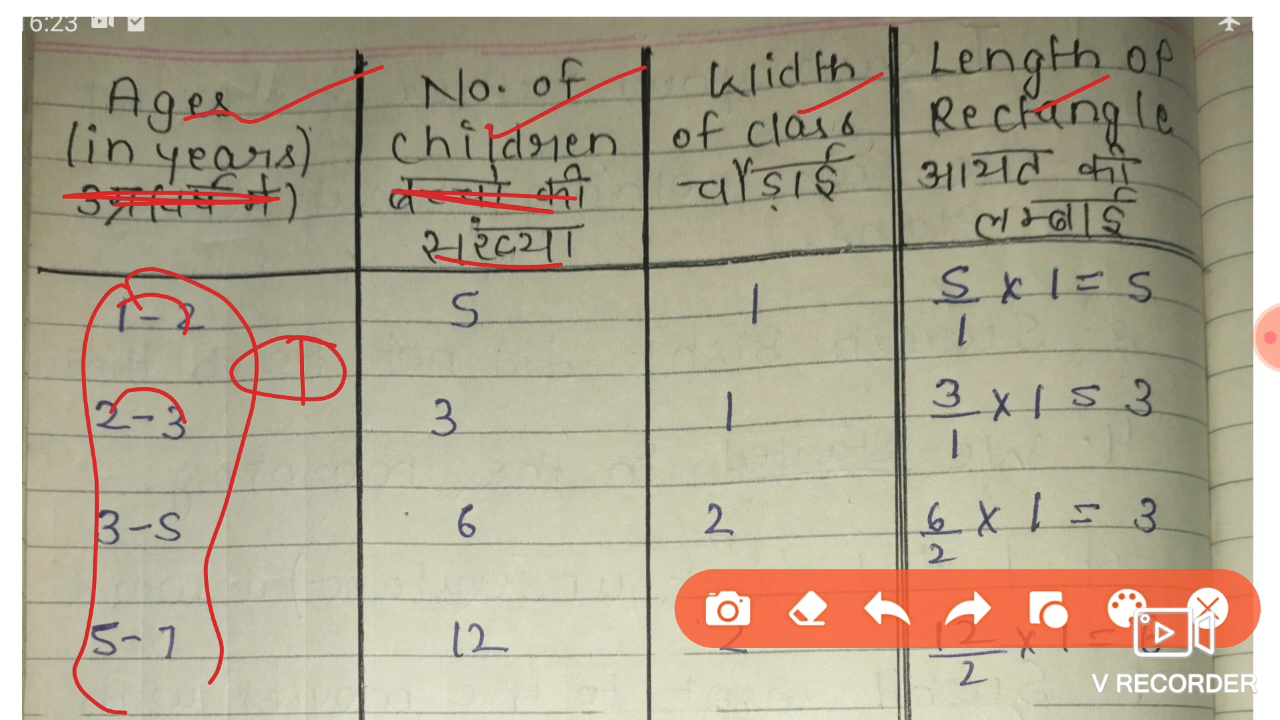 6:23
Ages
(in years)
No. of
children
की
संख्या
Width
of class
चौड़ाई
Length of
Rectangle
आयत की
लम्बाई
1-2 5 1 5/1 x 1 = 5
2-3 3 1 3/1 x 1 = 3
3-5 6 2 6/2 x 1 = 3
5-7 12 2 12/2 x 1 =
V RECORDER